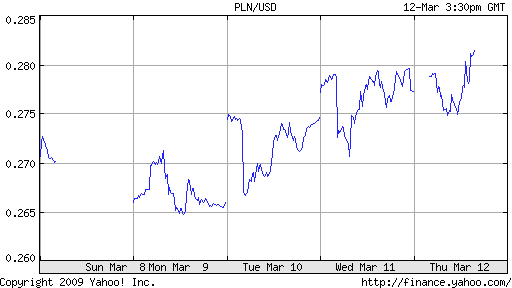 PLN/USD 12-Mar 3:30pm GMT
0.285
0.280
0.275
0.270
0.265
0.260
Sun Mar 8 Mon Mar 9 Tue Mar 10 Wed Mar 11 Thu Mar 12
Copyright 2009 Yahoo! Inc. http://finance.yahoo.com/